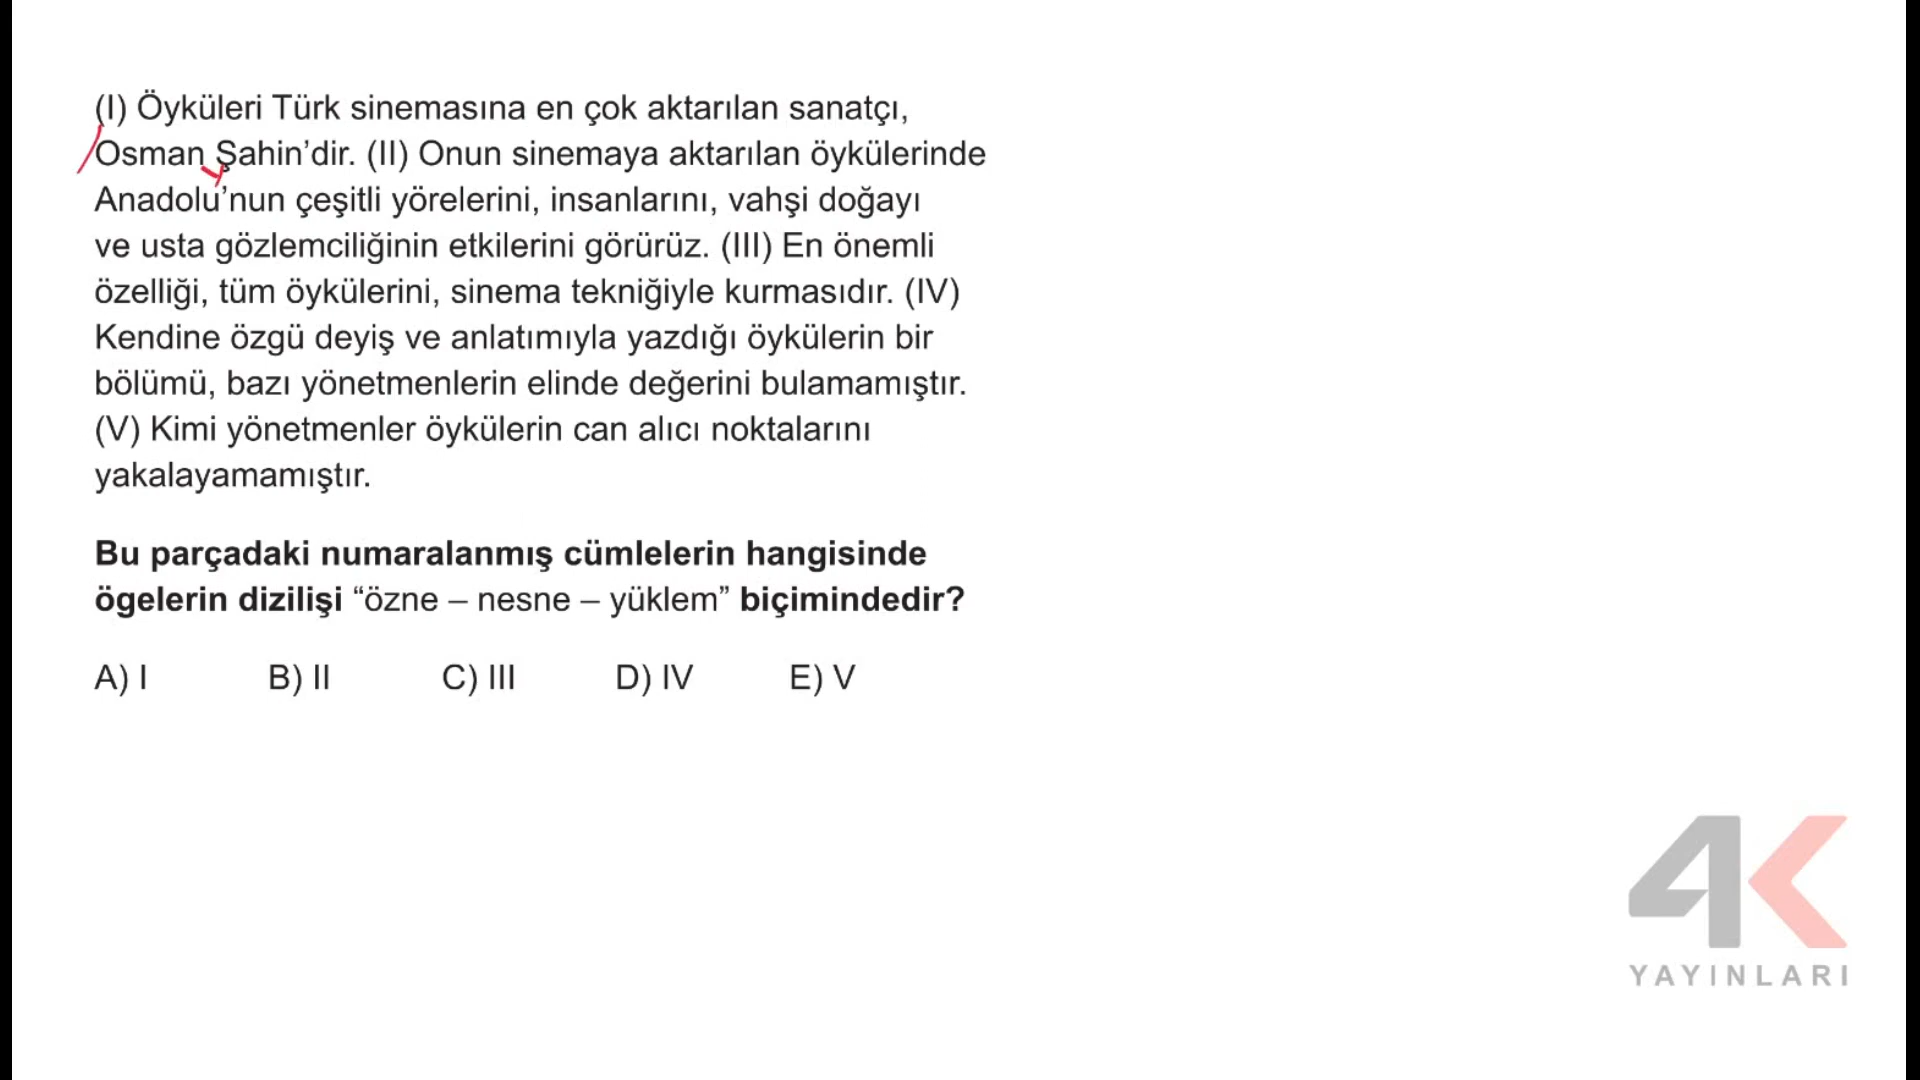 (I) Öyküleri Türk sinemasına en çok aktarılan sanatçı,
Osman Şahin’dir. (II) Onun sinemaya aktarılan öykülerinde
Anadolu’nun çeşitli yörelerini, insanlarını, vahşi doğayı
ve usta gözlemciliğinin etkilerini görürüz. (III) En önemli
özelliği, tüm öykülerini, sinema tekniğiyle kurmasıdır. (IV)
Kendine özgü deyiş ve anlatımıyla yazdığı öykülerin bir
bölümü, bazı yönetmenlerin elinde değerini bulamamıştır.
(V) Kimi yönetmenler öykülerin can alıcı noktalarını
yakalayamamıştır.
Bu parçadaki numaralanmış cümlelerin hangisinde
ögelerin dizilişi “özne – nesne – yüklem” biçimindedir?
A) I B) II C) III D) IV E) V
4K
YAYINLARI